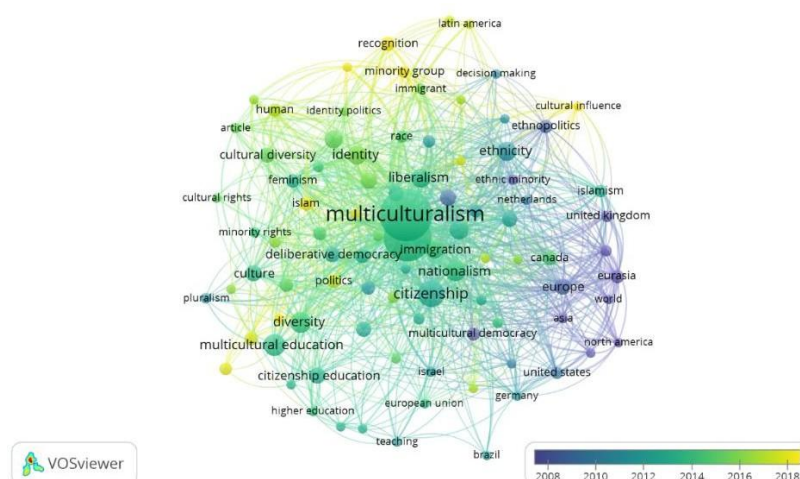 latin america
recognition
minority group
decision making
immigrant
cultural influence
human
identity politics
ethnopolitics
article
race
cultural diversity
identity
ethnicity
liberalism
feminism
ethnic minority
islamism
cultural rights
islam
netherlands
multiculturalism
united kingdom
minority rights
immigration
deliberative democracy
canada
culture
nationalism
eurasia
politics
europe
citizenship
pluralism
world
diversity
asia
multicultural democracy
multicultural education
north america
israel
united states
citizenship education
germany
european union
higher education
teaching
brazil
VOSviewer
2008 2010 2012 2014 2016 2018